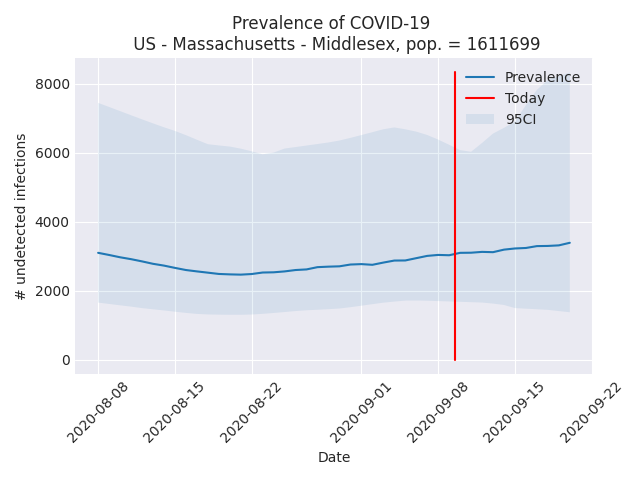 Prevalence of COVID-19
US - Massachusetts - Middlesex, pop. = 1611699
Prevalence
Today
95CI
8000
6000
4000
2000
0
# undetected infections
2020-08-08
2020-08-15
2020-08-22
2020-09-01
2020-09-08
2020-09-15
2020-09-22
Date